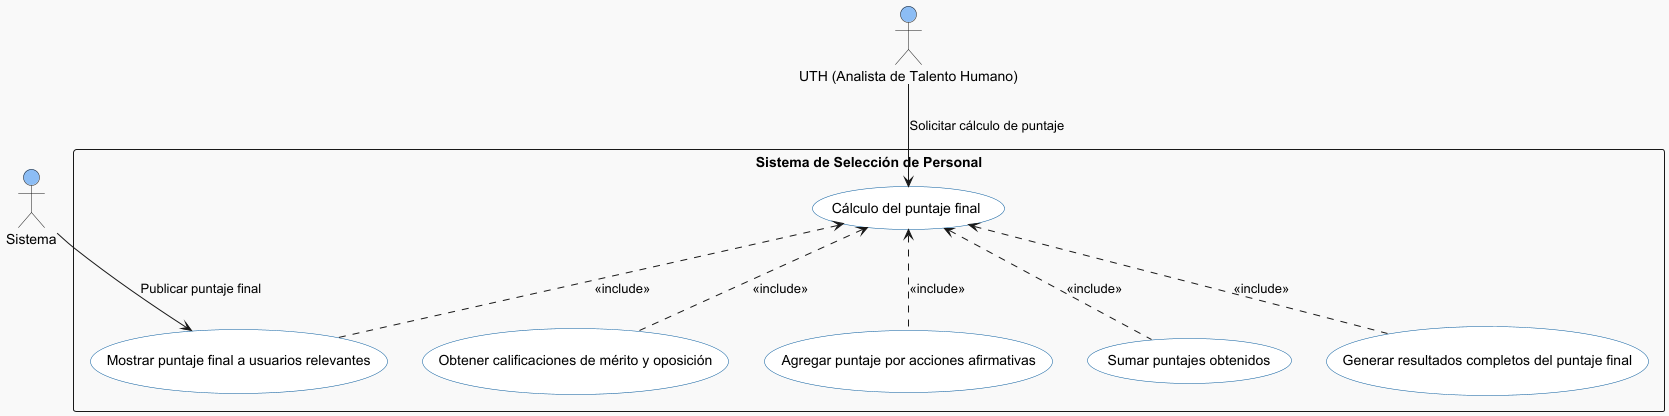 UTH (Analista de Talento Humano)
Solicitar cálculo de puntaje
Sistema de Selección de Personal
Cálculo del puntaje final
Sistema
Publicar puntaje final
«include»
«include»
«include»
«include»
«include»
Mostrar puntaje final a usuarios relevantes
Obtener calificaciones de mérito y oposición
Agregar puntaje por acciones afirmativas
Sumar puntajes obtenidos
Generar resultados completos del puntaje final